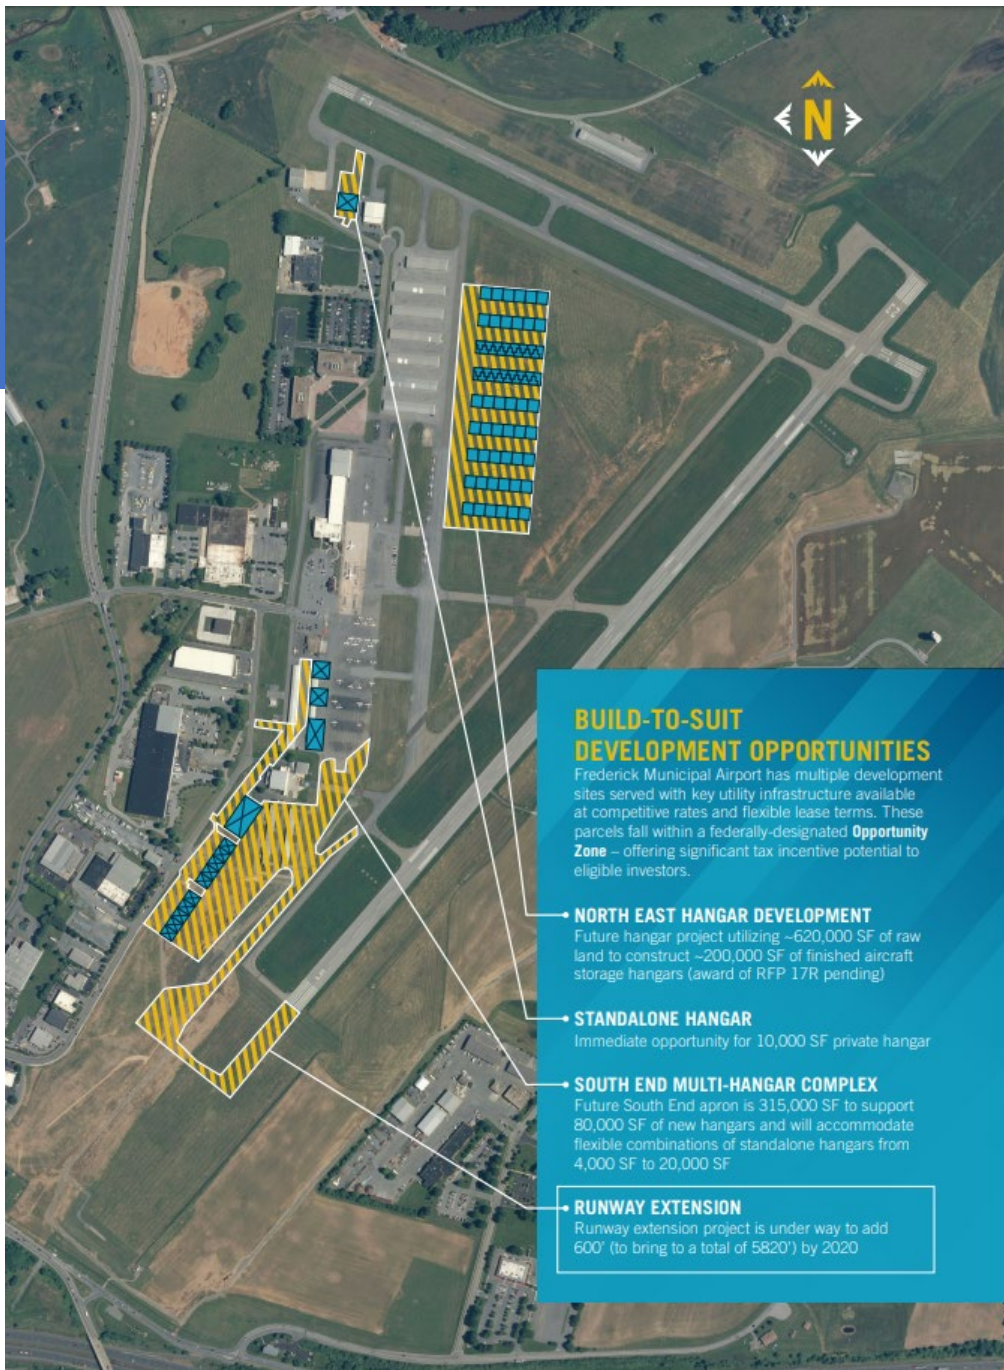 N
BUILD-TO-SUIT
DEVELOPMENT OPPORTUNITIES
Frederick Municipal Airport has multiple development
sites served with key utility infrastructure available
at competitive rates and flexible lease terms. These
parcels fall within a federally-designated Opportunity
Zone – offering significant tax incentive potential to
eligible investors.
NORTH EAST HANGAR DEVELOPMENT
Future hangar project utilizing ~620,000 SF of raw
land to construct ~200,000 SF of finished aircraft
storage hangars (award of RFP 17R pending)
STANDALONE HANGAR
Immediate opportunity for 10,000 SF private hangar
SOUTH END MULTI-HANGAR COMPLEX
Future South End apron is 315,000 SF to support
80,000 SF of new hangars and will accommodate
flexible combinations of standalone hangars from
4,000 SF to 20,000 SF
RUNWAY EXTENSION
Runway extension project is under way to add
600' (to bring to a total of 5820') by 2020